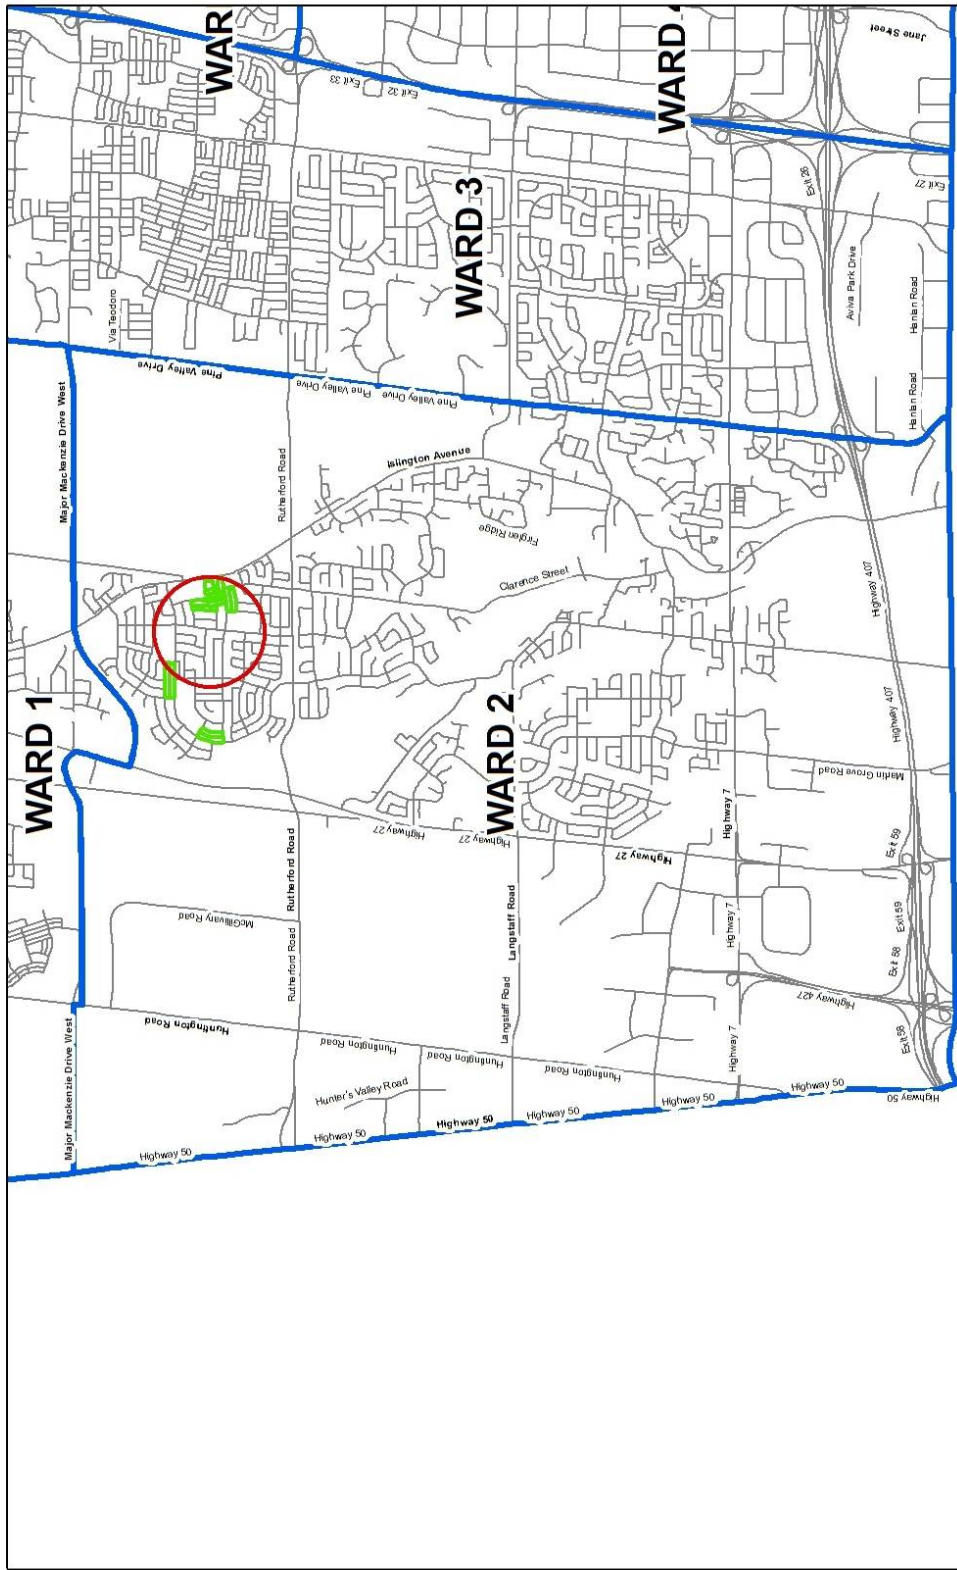 WARD 4
Jane Street
WAR
Exit 33
Exit 32
Exit 26
Exit 27
WARD 3
Via Teodoro
Aviva Park Drive
Hanlan Road
Hanlan Road
Pine Valley Drive
Pine Valley Drive
Pine Valley Drive
Pine Valley Drive
Major Mackenzie Drive West
Rutherford Road
Islington Avenue
Firglen Ridge
Clarence Street
Highway 407
Highway 407
WARD 1
WARD 2
Martin Grove Road
Highway 7
Highway 27
Highway 27
Highway 27
Exit 59
Exit 59
Rutherford Road
Langstaff Road
McGillivary Road
Highway 7
Exit 58
Rutherford Road
Langstaff Road
Highway 427
Huntington Road
Huntington Road
Huntington Road
Huntington Road
Highway 7
Exit 58
Major Mackenzie Drive West
Hunter's Valley Road
Highway 50
Highway 50
Highway 50
Highway 50
Highway 50
Highway 50
Highway 50